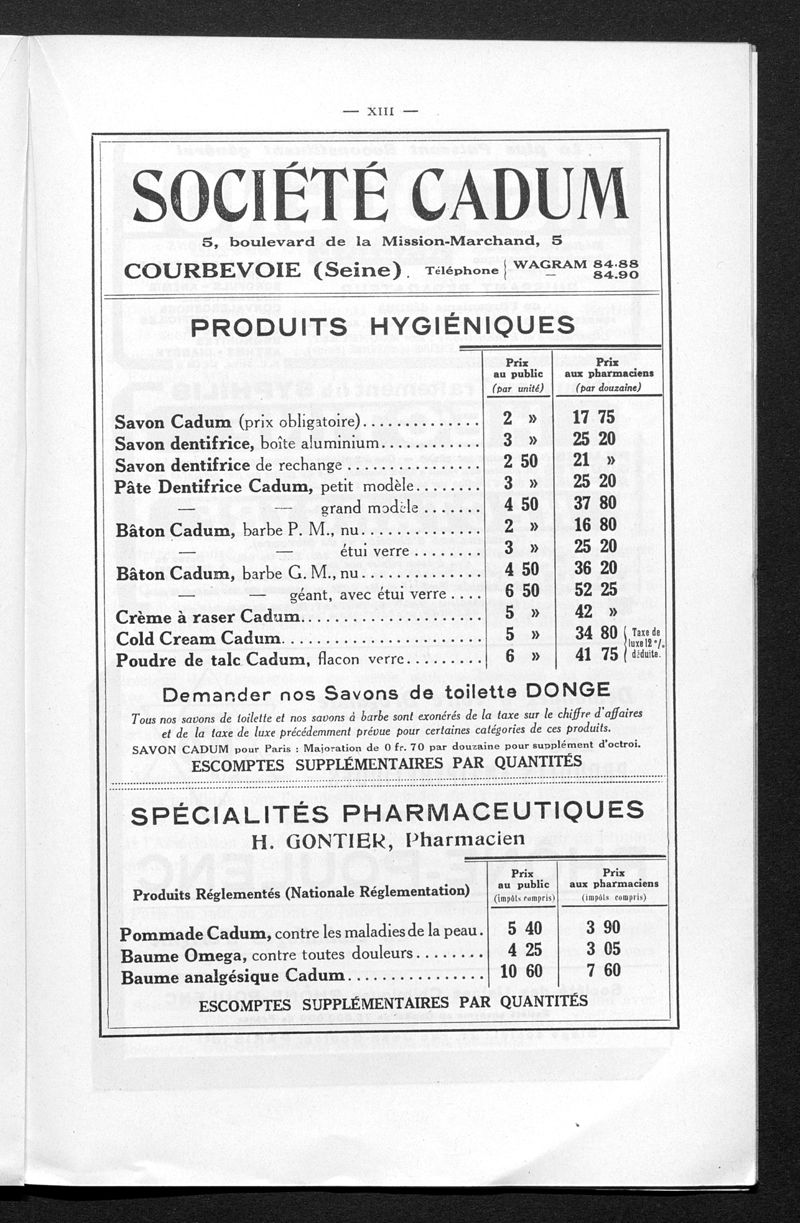 — XIII —
SOCIÉTÉ CADUM
5, boulevard de la Mission-Marchand, 5
COURBEVOIE (Seine). Téléphone { WAGRAM 84.88
— 84.90
PRODUITS HYGIÉNIQUES
Prix au public (par unité) Prix aux pharmaciens (par douzaine)
Savon Cadum (prix obligatoire).............. 2 » 17 75
Savon dentifrice, boîte aluminium............ 3 » 25 20
Savon dentifrice de rechange ................ 2 50 21 »
Pâte Dentifrice Cadum, petit modèle........ 3 » 25 20
— — grand modèle ....... 4 50 37 80
Bâton Cadum, barbe P. M., nu.............. 2 » 16 80
— — étui verre ........ 3 » 25 20
Bâton Cadum, barbe G. M., nu.............. 4 50 36 20
— — géant, avec étui verre .... 6 50 52 25
Crème à raser Cadum..................... 5 » 42 »
Cold Cream Cadum........................ 5 » 34 80 { Taxe de luxe 12 %
Poudre de talc Cadum, flacon verre......... 6 » 41 75 { déduite.
Demander nos Savons de toilette DONGE
Tous nos savons de toilette et nos savons à barbe sont exonérés de la taxe sur le chiffre d'affaires
et de la taxe de luxe précédemment prévue pour certaines catégories de ces produits.
SAVON CADUM pour Paris : Majoration de 0 fr. 70 par douzaine pour supplément d'octroi.
ESCOMPTES SUPPLÉMENTAIRES PAR QUANTITÉS
SPÉCIALITÉS PHARMACEUTIQUES
H. GONTIER, Pharmacien
Produits Réglementés (Nationale Réglementation) Prix au public (impôts compris) Prix aux pharmaciens (impôts compris)
Pommade Cadum, contre les maladies de la peau. 5 40 3 90
Baume Omega, contre toutes douleurs........ 4 25 3 05
Baume analgésique Cadum................ 10 60 7 60
ESCOMPTES SUPPLÉMENTAIRES PAR QUANTITÉS